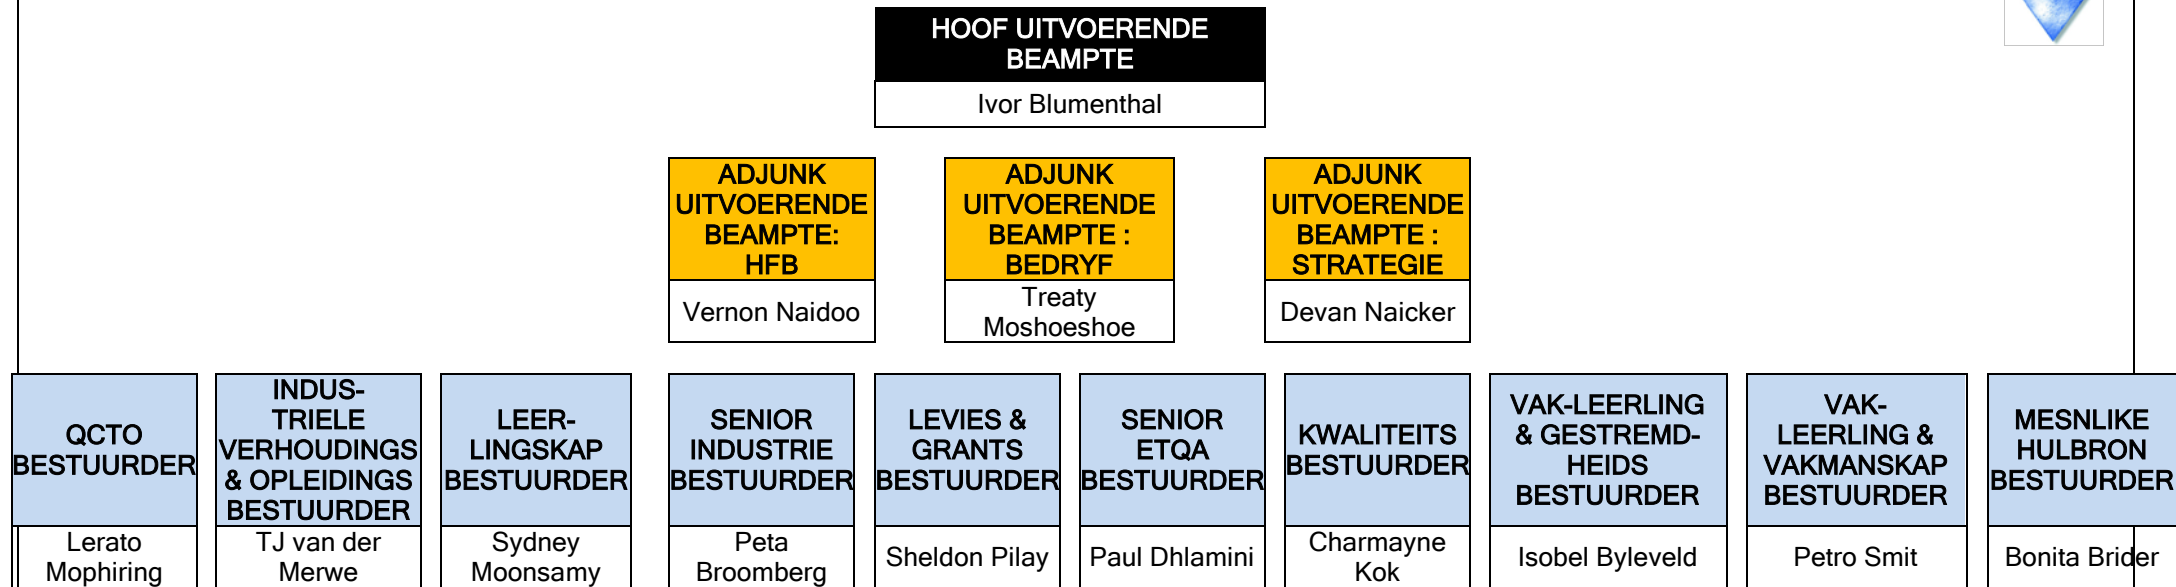 HOOF UITVOERENDE
BEAMPTE
Ivor Blumenthal
ADJUNK
UITVOERENDE
BEAMPTE:
HFB
Vernon Naidoo
ADJUNK
UITVOERENDE
BEAMPTE :
BEDRYF
Treaty
Moshoeshoe
ADJUNK
UITVOERENDE
BEAMPTE :
STRATEGIE
Devan Naicker
QCTO
BESTUURDER
Lerato
Mophiring
INDUS-
TRIELE
VERHOUDINGS
& OPLEIDINGS
BESTUURDER
TJ van der
Merwe
LEER-
LINGSKAP
BESTUURDER
Sydney
Moonsamy
SENIOR
INDUSTRIE
BESTUURDER
Peta
Broomberg
LEVIES &
GRANTS
BESTUURDER
Sheldon Pilay
SENIOR
ETQA
BESTUURDER
Paul Dhlamini
KWALITEITS
BESTUURDER
Charmayne
Kok
VAK-LEERLING
& GESTREMD-
HEIDS
BESTUURDER
Isobel Byleveld
VAK-
LEERLING &
VAKMANSKAP
BESTUURDER
Petro Smit
MESNLIKE
HULBRON
BESTUURDER
Bonita Brider